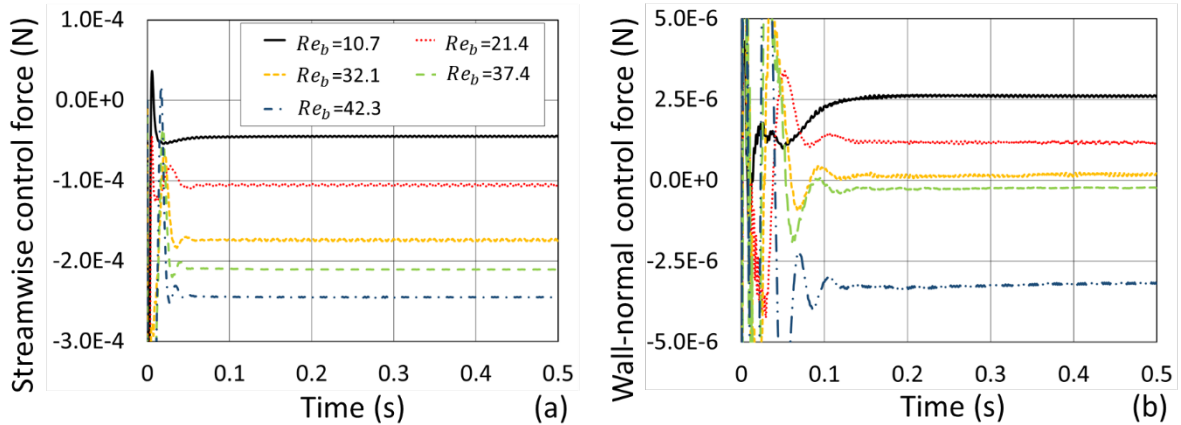 Streamwise control force (N)
1.0E-4
0.0E+0
-1.0E-4
-2.0E-4
-3.0E-4
Re_b=10.7
Re_b=21.4
Re_b=32.1
Re_b=37.4
Re_b=42.3
0 0.1 0.2 0.3 0.4 0.5
Time (s)
(a)
Wall-normal control force (N)
5.0E-6
2.5E-6
0.0E+0
-2.5E-6
-5.0E-6
0 0.1 0.2 0.3 0.4 0.5
Time (s)
(b)